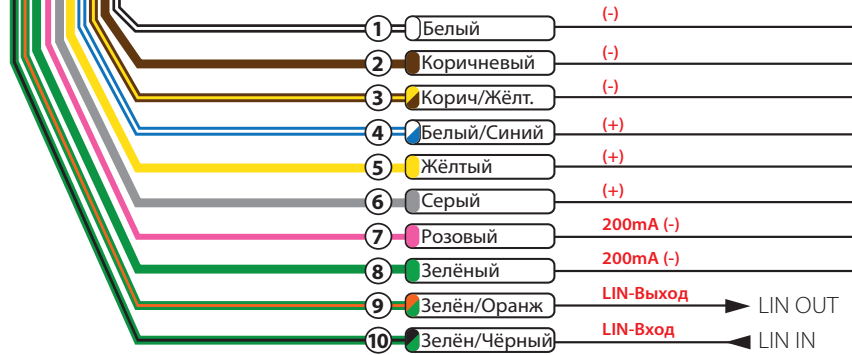 1 Белый (-)
2 Коричневый (-)
3 Корич/Жёлт. (-)
4 Белый/Синий (+)
5 Жёлтый (+)
6 Серый (+)
7 Розовый 200mA (-)
8 Зелёный 200mA (-)
9 Зелён/Оранж LIN-Выход LIN OUT
10 Зелён/Чёрный LIN-Вход LIN IN